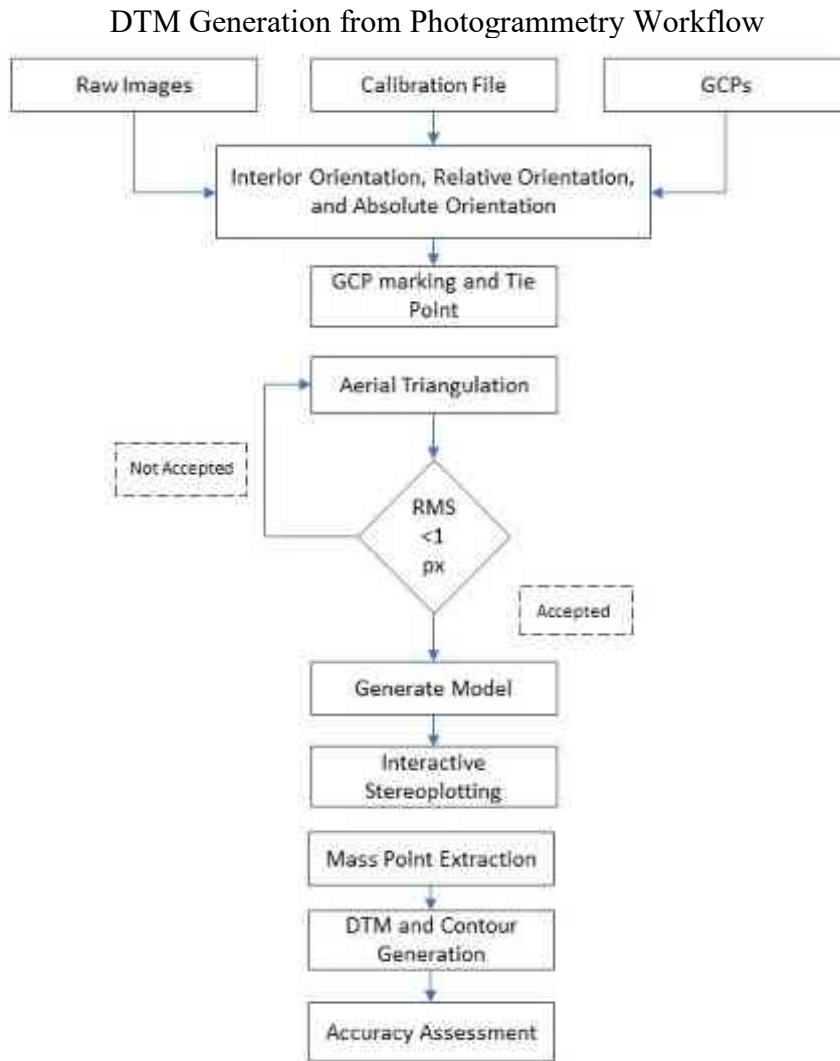 DTM Generation from Photogrammetry Workflow
Raw Images
Calibration File
GCPs
Interior Orientation, Relative Orientation,
and Absolute Orientation
GCP marking and Tie
Point
Aerial Triangulation
Not Accepted
RMS
<1
px
Accepted
Generate Model
Interactive
Stereoplotting
Mass Point Extraction
DTM and Contour
Generation
Accuracy Assessment